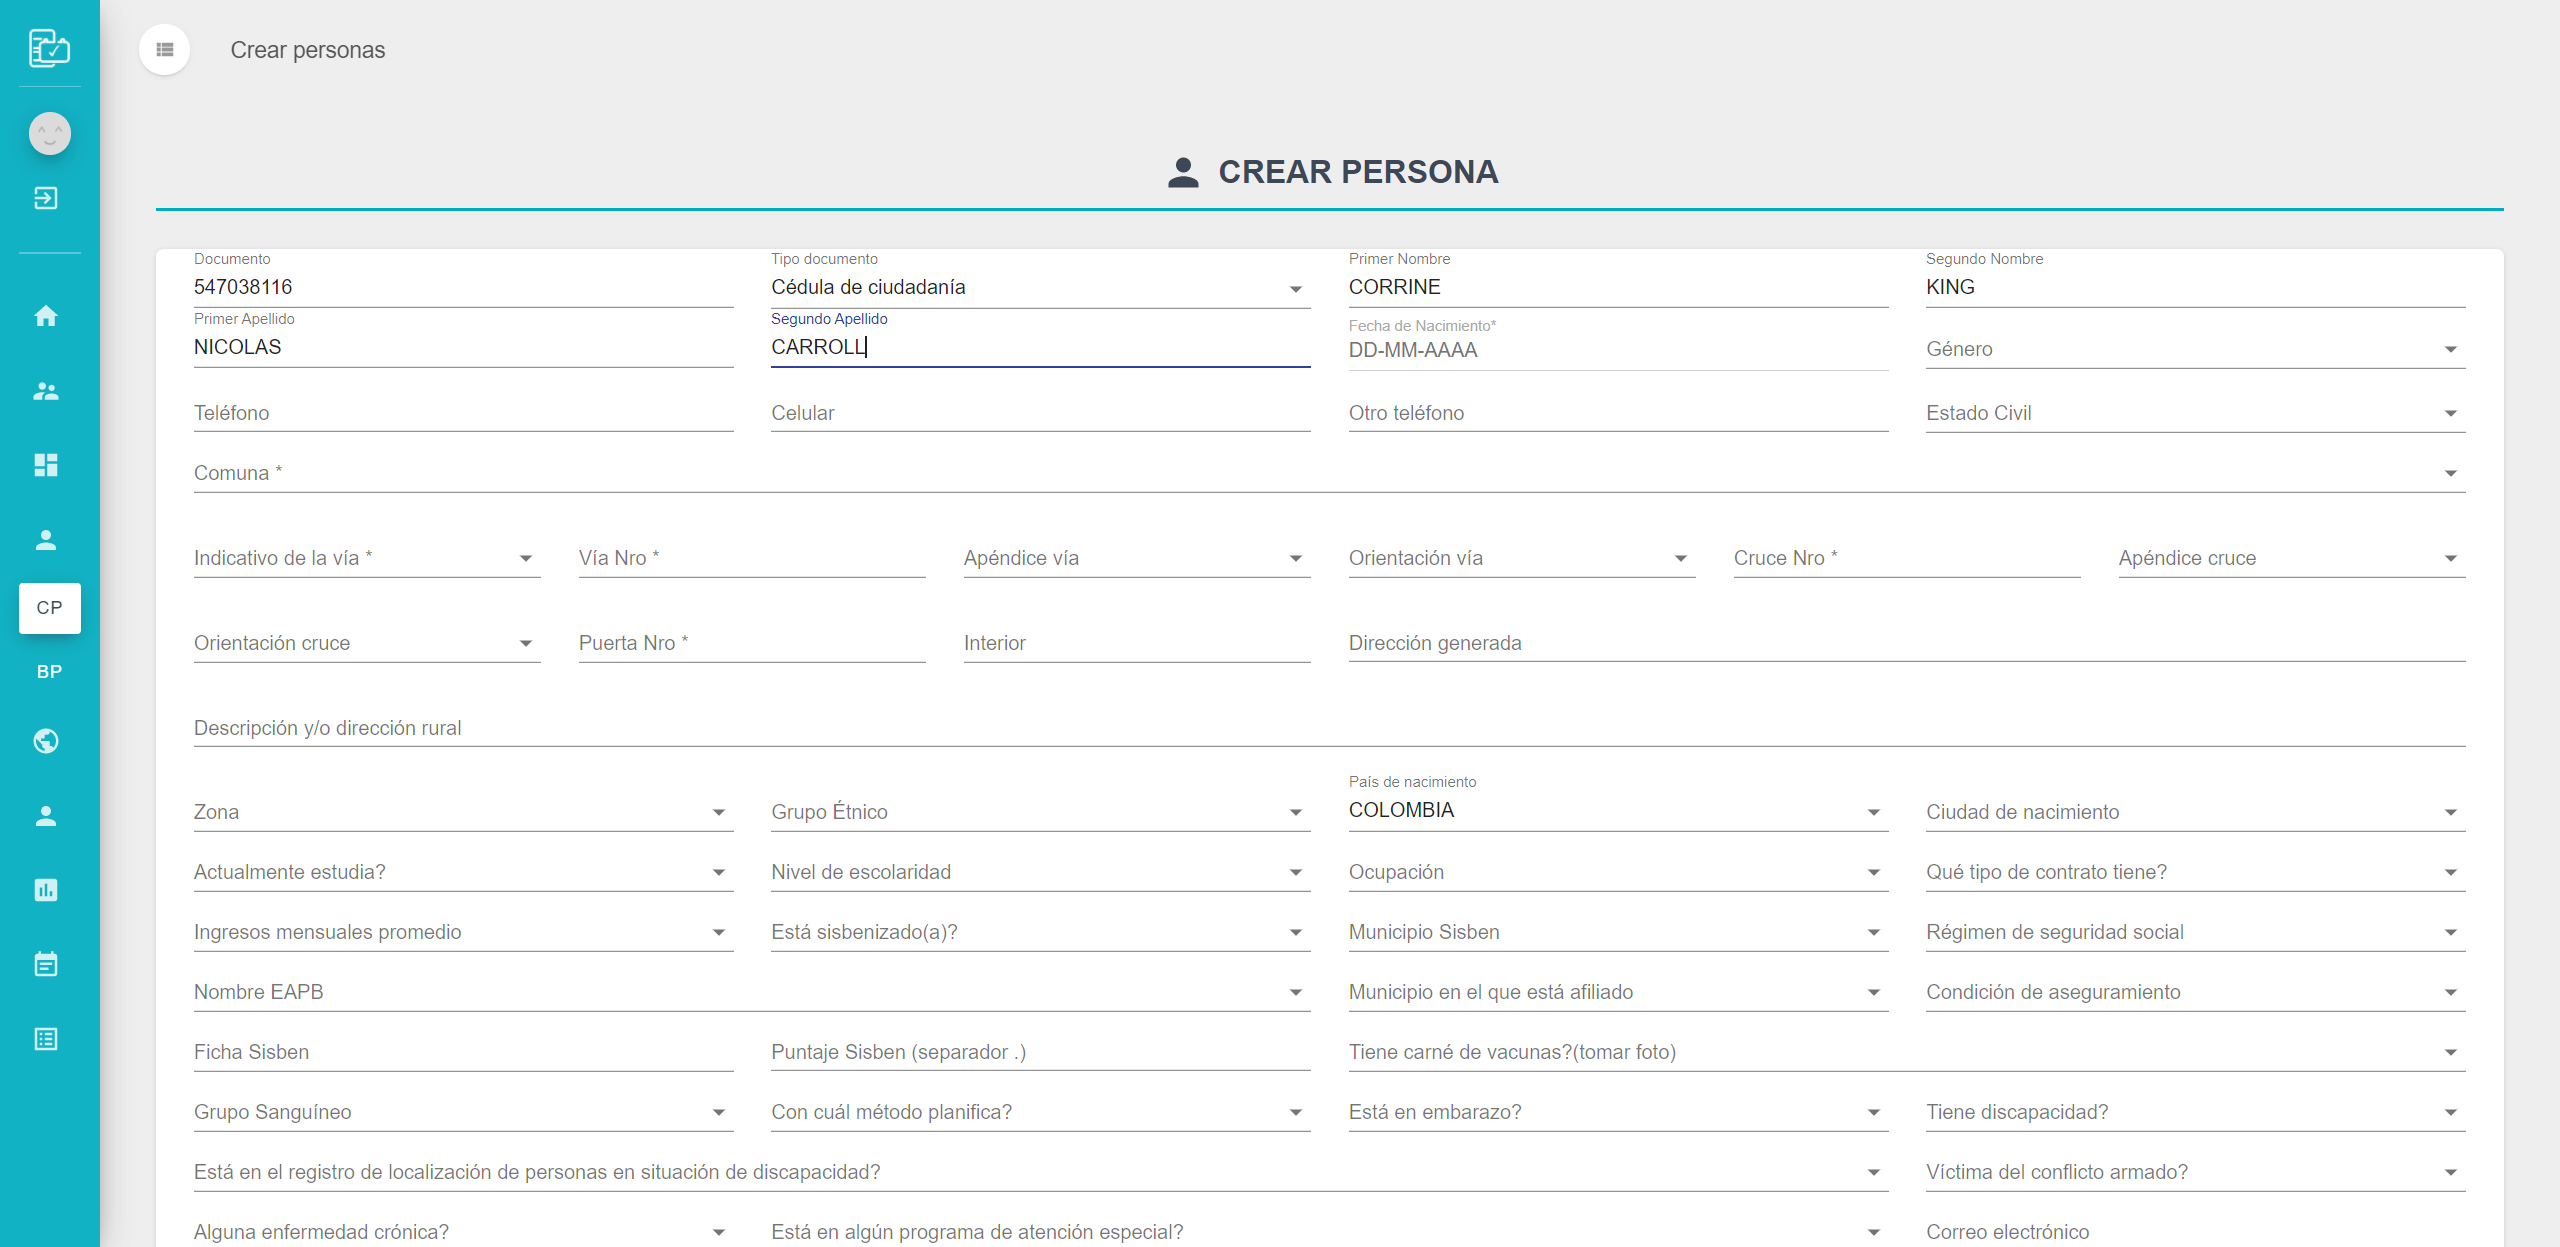 Crear personas
CREAR PERSONA
Documento
547038116
Tipo documento
Cédula de ciudadanía
Primer Nombre
CORRINE
Segundo Nombre
KING
Primer Apellido
NICOLAS
Segundo Apellido
CARROLL
Fecha de Nacimiento*
DD-MM-AAAA
Género
Teléfono
Celular
Otro teléfono
Estado Civil
Comuna *
Indicativo de la vía *
Vía Nro *
Apéndice vía
Orientación vía
Cruce Nro *
Apéndice cruce
CP
Orientación cruce
Puerta Nro *
Interior
Dirección generada
BP
Descripción y/o dirección rural
Zona
Grupo Étnico
País de nacimiento
COLOMBIA
Ciudad de nacimiento
Actualmente estudia?
Nivel de escolaridad
Ocupación
Qué tipo de contrato tiene?
Ingresos mensuales promedio
Está sisbenizado(a)?
Municipio Sisben
Régimen de seguridad social
Nombre EAPB
Municipio en el que está afiliado
Condición de aseguramiento
Ficha Sisben
Puntaje Sisben (separador .)
Tiene carné de vacunas?(tomar foto)
Grupo Sanguíneo
Con cuál método planifica?
Está en embarazo?
Tiene discapacidad?
Está en el registro de localización de personas en situación de discapacidad?
Víctima del conflicto armado?
Alguna enfermedad crónica?
Está en algún programa de atención especial?
Correo electrónico